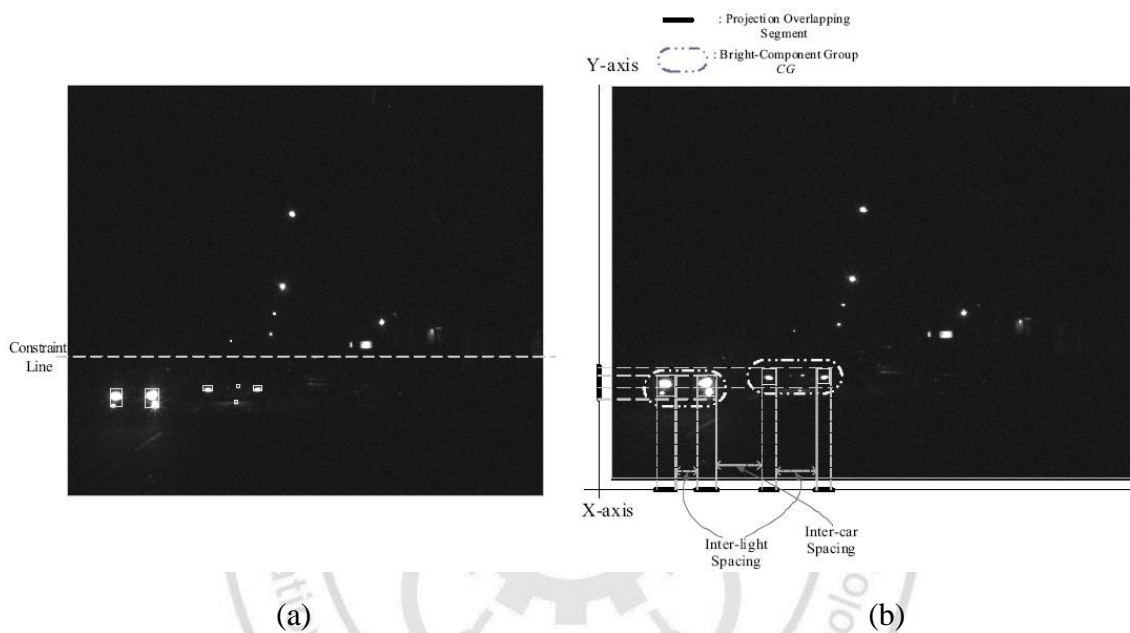 : Projection Overlapping
Segment
: Bright-Component Group
CG
Y-axis
Constraint
Line
X-axis
Inter-light
Spacing
Inter-car
Spacing
(a)
(b)